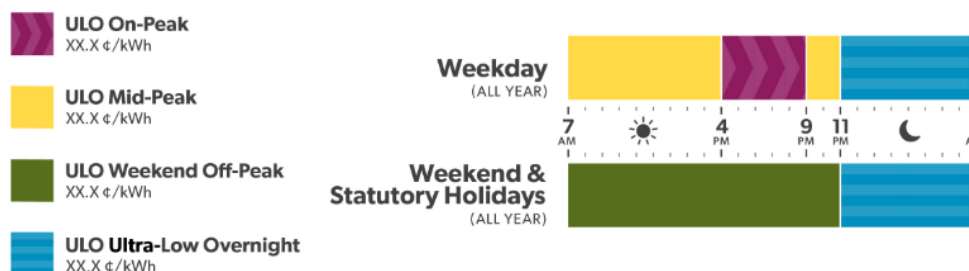 ULO On-Peak
XX.X ¢/kWh
ULO Mid-Peak
XX.X ¢/kWh
ULO Weekend Off-Peak
XX.X ¢/kWh
ULO Ultra-Low Overnight
XX.X ¢/kWh
Weekday
(ALL YEAR)
7 4 9 11
AM PM PM PM
Weekend &
Statutory Holidays
(ALL YEAR)